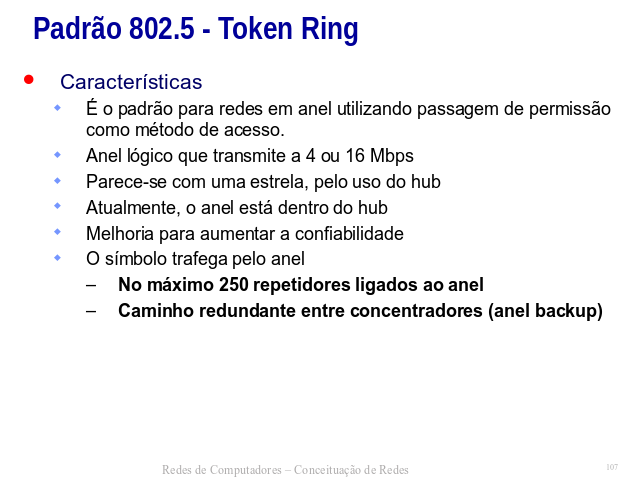 Padrão 802.5 - Token Ring
Características
É o padrão para redes em anel utilizando passagem de permissão
como método de acesso.
Anel lógico que transmite a 4 ou 16 Mbps
Parece-se com uma estrela, pelo uso do hub
Atualmente, o anel está dentro do hub
Melhoria para aumentar a confiabilidade
O símbolo trafega pelo anel
– No máximo 250 repetidores ligados ao anel
– Caminho redundante entre concentradores (anel backup)
Redes de Computadores – Conceituação de Redes
107